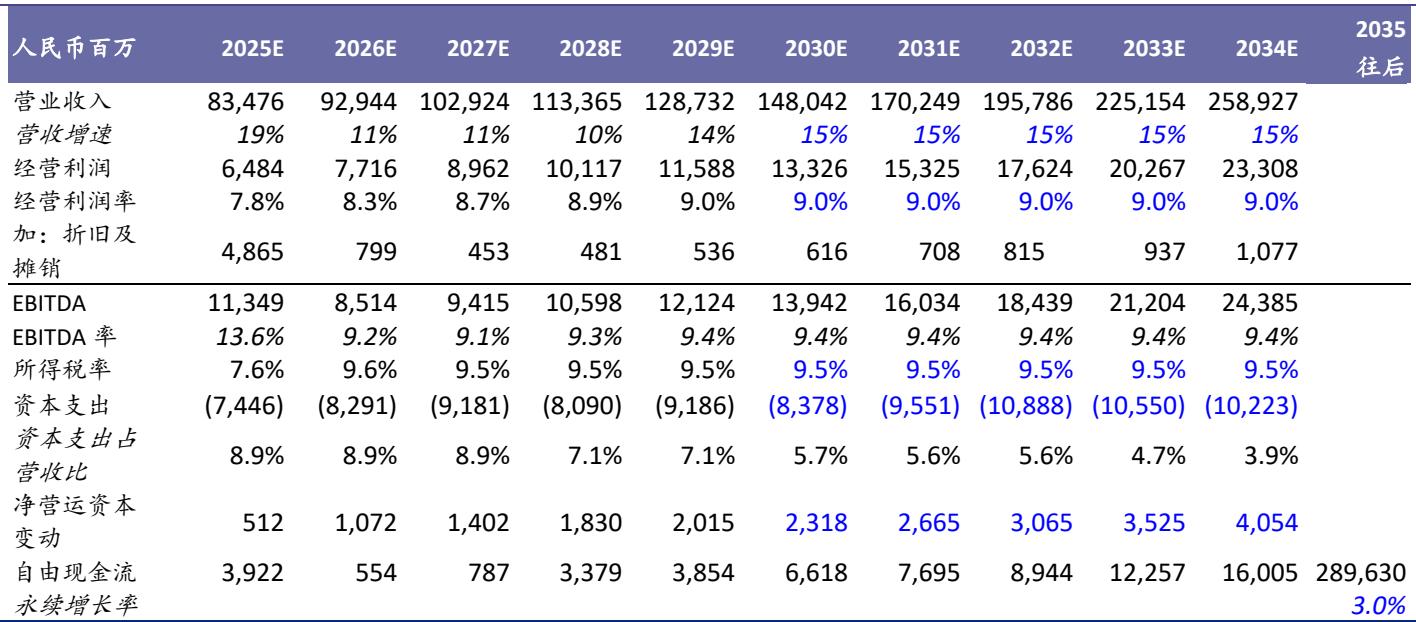 人民币百万 2025E 2026E 2027E 2028E 2029E 2030E 2031E 2032E 2033E 2034E 2035
往后
营业收入 83,476 92,944 102,924 113,365 128,732 148,042 170,249 195,786 225,154 258,927
营收增速 19% 11% 11% 10% 14% 15% 15% 15% 15% 15%
经营利润 6,484 7,716 8,962 10,117 11,588 13,326 15,325 17,624 20,267 23,308
经营利润率 7.8% 8.3% 8.7% 8.9% 9.0% 9.0% 9.0% 9.0% 9.0% 9.0%
加：折旧及
摊销 4,865 799 453 481 536 616 708 815 937 1,077
EBITDA 11,349 8,514 9,415 10,598 12,124 13,942 16,034 18,439 21,204 24,385
EBITDA 率 13.6% 9.2% 9.1% 9.3% 9.4% 9.4% 9.4% 9.4% 9.4% 9.4%
所得税率 7.6% 9.6% 9.5% 9.5% 9.5% 9.5% 9.5% 9.5% 9.5% 9.5%
资本支出 (7,446) (8,291) (9,181) (8,090) (9,186) (8,378) (9,551) (10,888) (10,550) (10,223)
资本支出占
营收比 8.9% 8.9% 8.9% 7.1% 7.1% 5.7% 5.6% 5.6% 4.7% 3.9%
净营运资本
变动 512 1,072 1,402 1,830 2,015 2,318 2,665 3,065 3,525 4,054
自由现金流 3,922 554 787 3,379 3,854 6,618 7,695 8,944 12,257 16,005 289,630
永续增长率 3.0%